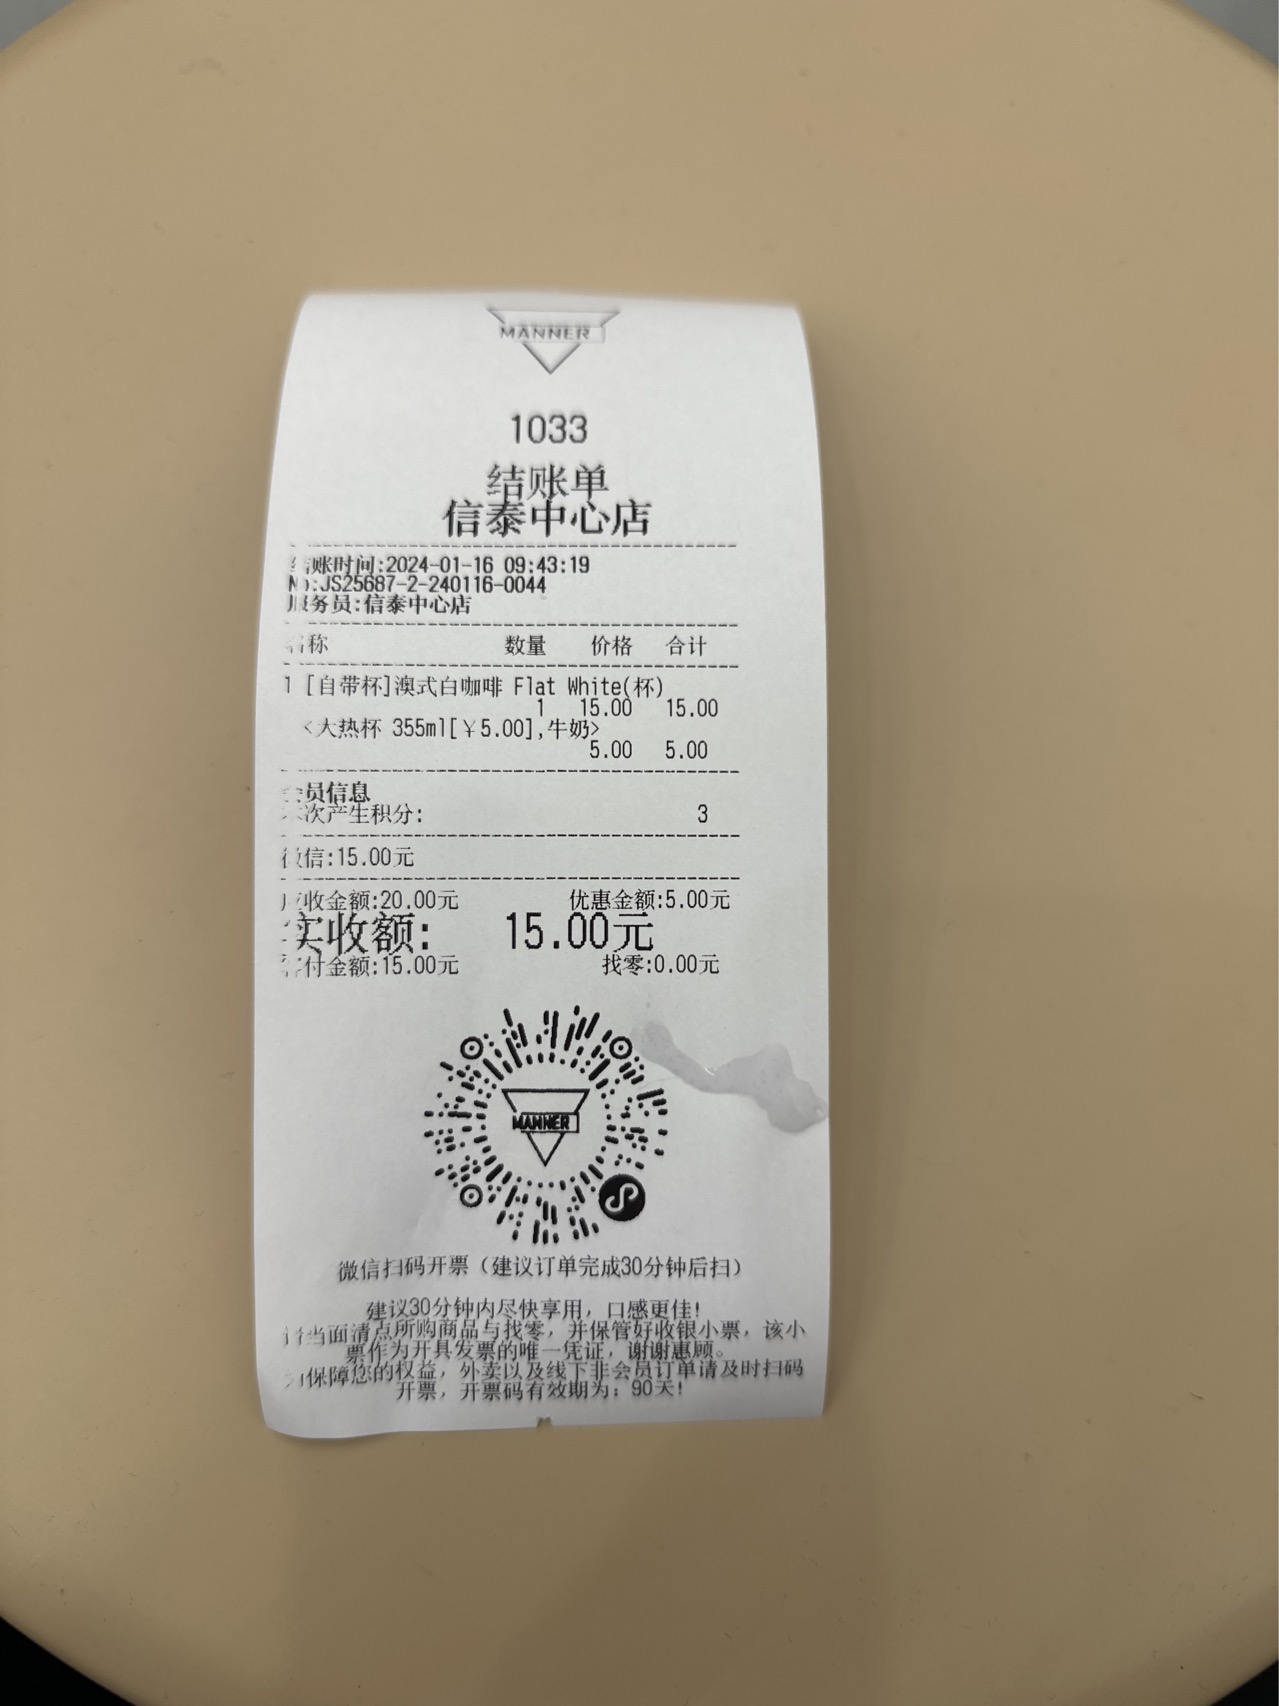 MANNER
1033
结账单
信泰中心店
结账时间:2024-01-16 09:43:19
No:JS25687-2-240116-0044
服务员:信泰中心店
名称 数量 价格 合计
1 [自带杯]澳式白咖啡 Flat White(杯)
1 15.00 15.00
<大热杯 355ml[￥5.00],牛奶>
5.00 5.00
会员信息
本次产生积分: 3
微信:15.00元
应收金额:20.00元 优惠金额:5.00元
实收额: 15.00元
客付金额:15.00元 找零:0.00元
MANNER
微信扫码开票（建议订单完成30分钟后扫）
建议30分钟内尽快享用，口感更佳!
请当面清点所购商品与找零，并保管好收银小票，该小
票作为开具发票的唯一凭证，谢谢惠顾。
为保障您的权益，外卖以及线下非会员订单请及时扫码
开票，开票码有效期为：90天!